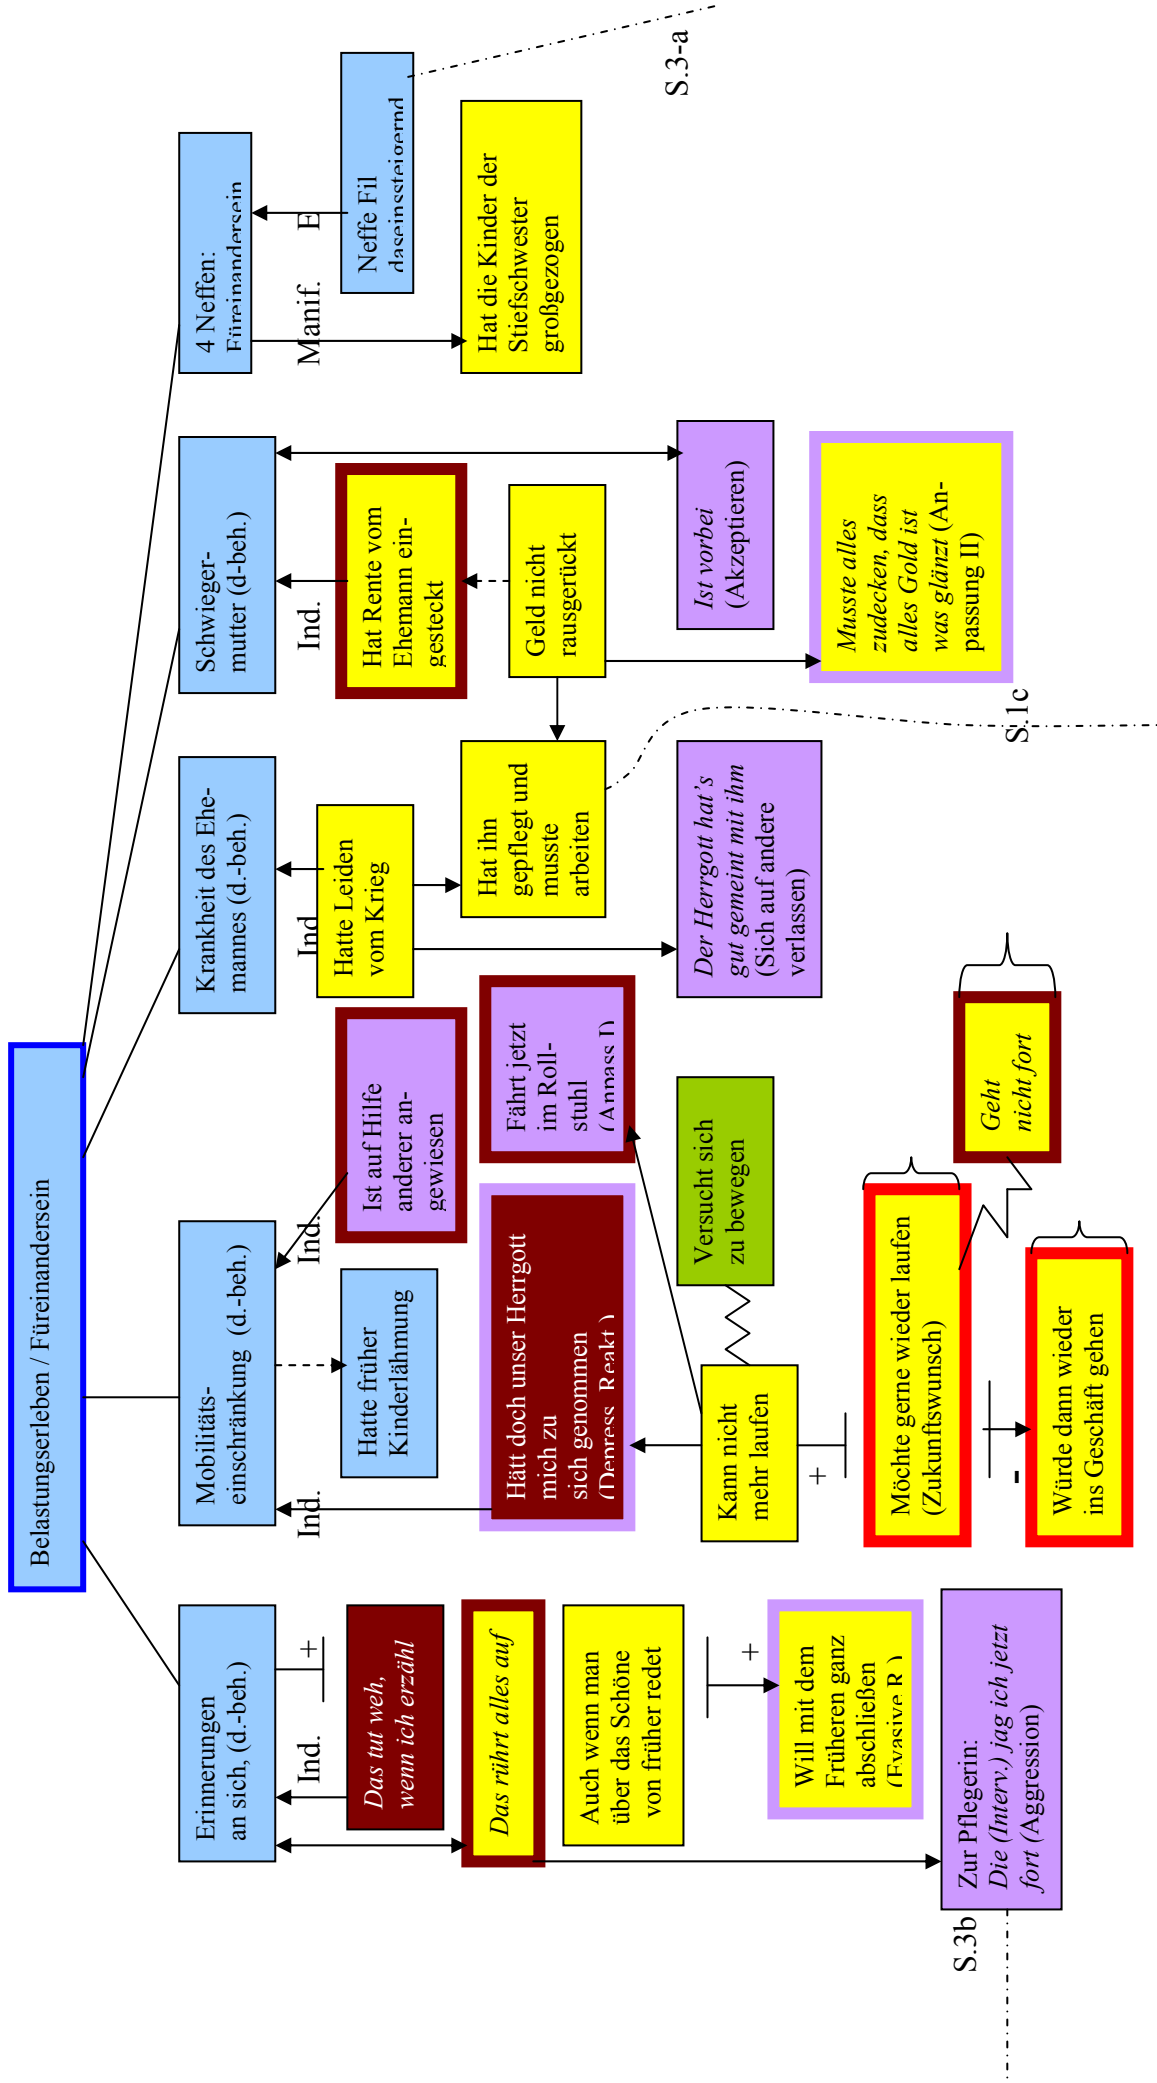 Belastungserleben / Füreinandersein
Erinnerungen
an sich, (d.-beh.)
Ind.
+
Das tut weh,
wenn ich erzähl
Das rührt alles auf
Auch wenn man
über das Schöne
von früher redet
+
Will mit dem
Früheren ganz
abschließen
(Evasive R.)
Zur Pflegerin:
Die (Interv.) jag ich jetzt
fort (Aggression)
S.3b
Mobilitäts-
einschränkung (d.-beh.)
Ind.
Ind.
Hatte früher
Kinderlähmung
Ist auf Hilfe
anderer an-
gewiesen
Hätt doch unser Herrgott
mich zu
sich genommen
(Depress. Reakt.)
Fährt jetzt
im Roll-
stuhl
(Anpass.I)
Kann nicht
mehr laufen
Versucht sich
zu bewegen
+
Möchte gerne wieder laufen
(Zukunftswunsch)
-
Würde dann wieder
ins Geschäft gehen
Geht
nicht fort
Krankheit des Ehe-
mannes (d.-beh.)
Ind
Hatte Leiden
vom Krieg
Hat ihn
gepflegt und
musste
arbeiten
Der Herrgott hat's
gut gemeint mit ihm
(Sich auf andere
verlassen)
S.1c
Schwieger-
mutter (d-beh.)
Ind.
Hat Rente vom
Ehemann ein-
gesteckt
Geld nicht
rausgerückt
Ist vorbei
(Akzeptieren)
Musste alles
zudecken, dass
alles Gold ist
was glänzt (An-
passung II)
4 Neffen:
Füreinandersein
Manif.
E
Neffe Fil
daseinssteigernd
Hat die Kinder der
Stiefschwester
großgezogen
S.3-a